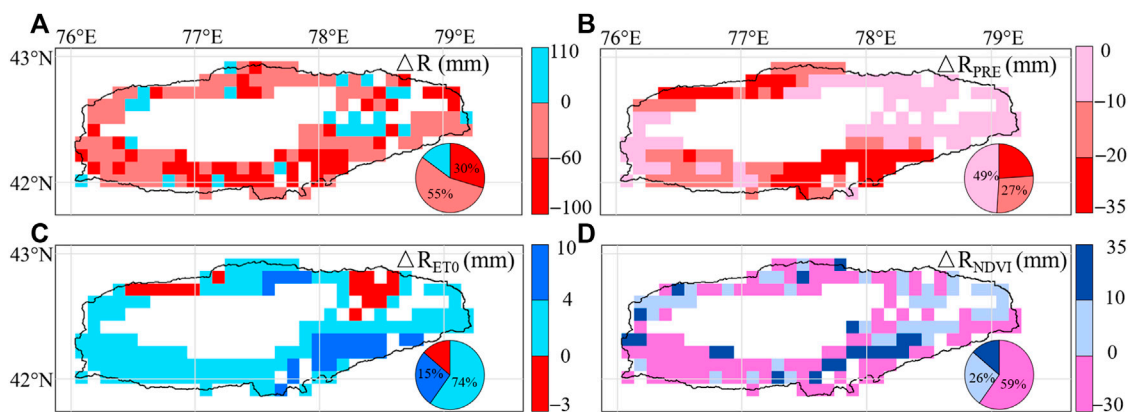 A
B
76°E 77°E 78°E 79°E
76°E 77°E 78°E 79°E
43°N
42°N
△R (mm)
110
0
−60
−100
30%
55%
△R_PRE (mm)
0
−10
−20
−35
49%
27%
C
D
43°N
42°N
△R_ET0 (mm)
10
4
0
−3
15%
74%
△R_NDVI (mm)
35
10
0
−30
26%
59%